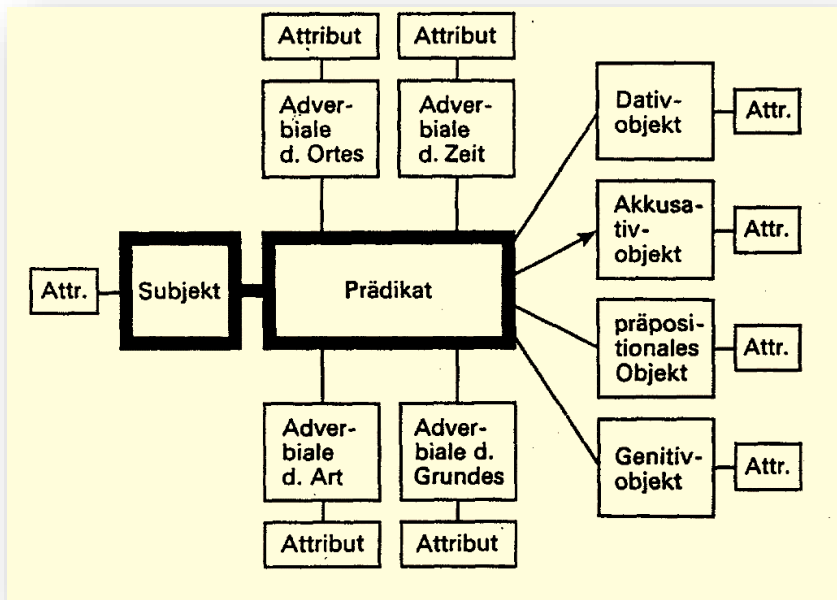 Attribut
Attribut
Adver-
biale
d. Ortes
Adver-
biale
d. Zeit
Dativ-
objekt
Attr.
Akkusa-
tiv-
objekt
Attr.
Attr.
Subjekt
Prädikat
präposi-
tionales
Objekt
Attr.
Adver-
biale
d. Art
Adver-
biale d.
Grundes
Genitiv-
objekt
Attr.
Attribut
Attribut